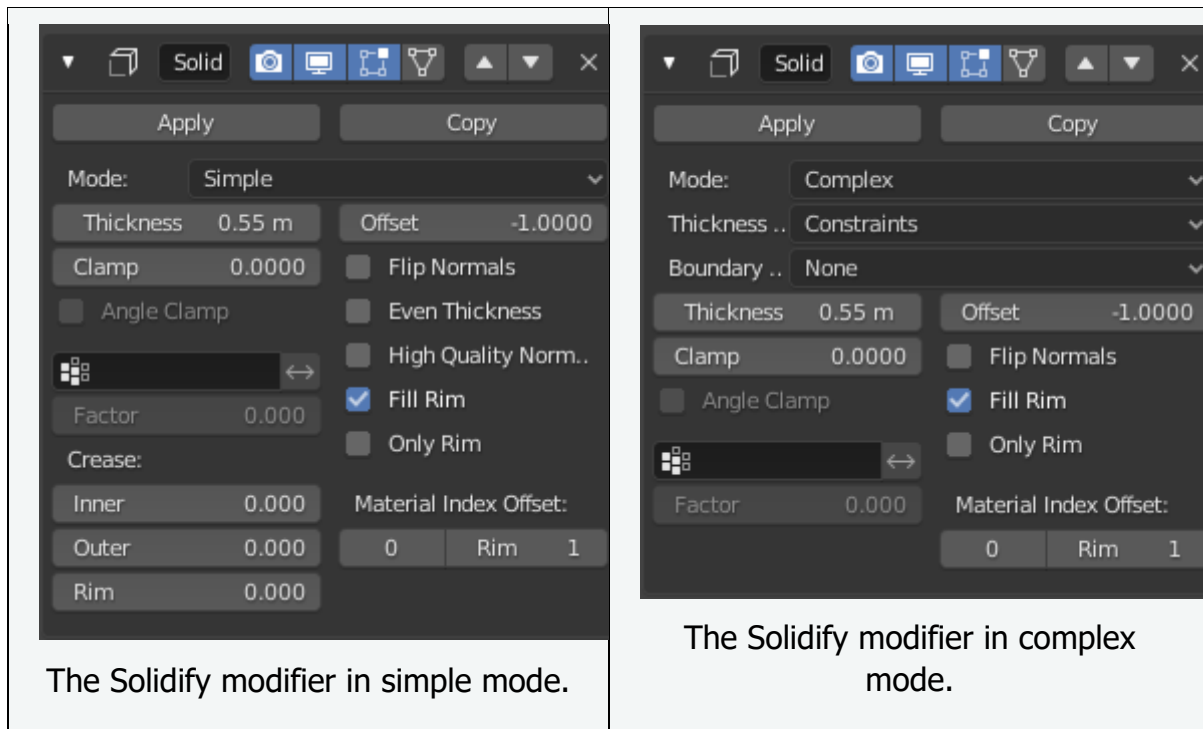 Solid
Apply Copy
Mode: Simple
Thickness 0.55 m Offset -1.0000
Clamp 0.0000 Flip Normals
Angle Clamp Even Thickness
High Quality Norm..
Factor 0.000 Fill Rim
Crease: Only Rim
Inner 0.000 Material Index Offset:
Outer 0.000 0 Rim 1
Rim 0.000
The Solidify modifier in simple mode.
Solid
Apply Copy
Mode: Complex
Thickness .. Constraints
Boundary .. None
Thickness 0.55 m Offset -1.0000
Clamp 0.0000 Flip Normals
Angle Clamp Fill Rim
Only Rim
Factor 0.000 Material Index Offset:
0 Rim 1
The Solidify modifier in complex
mode.